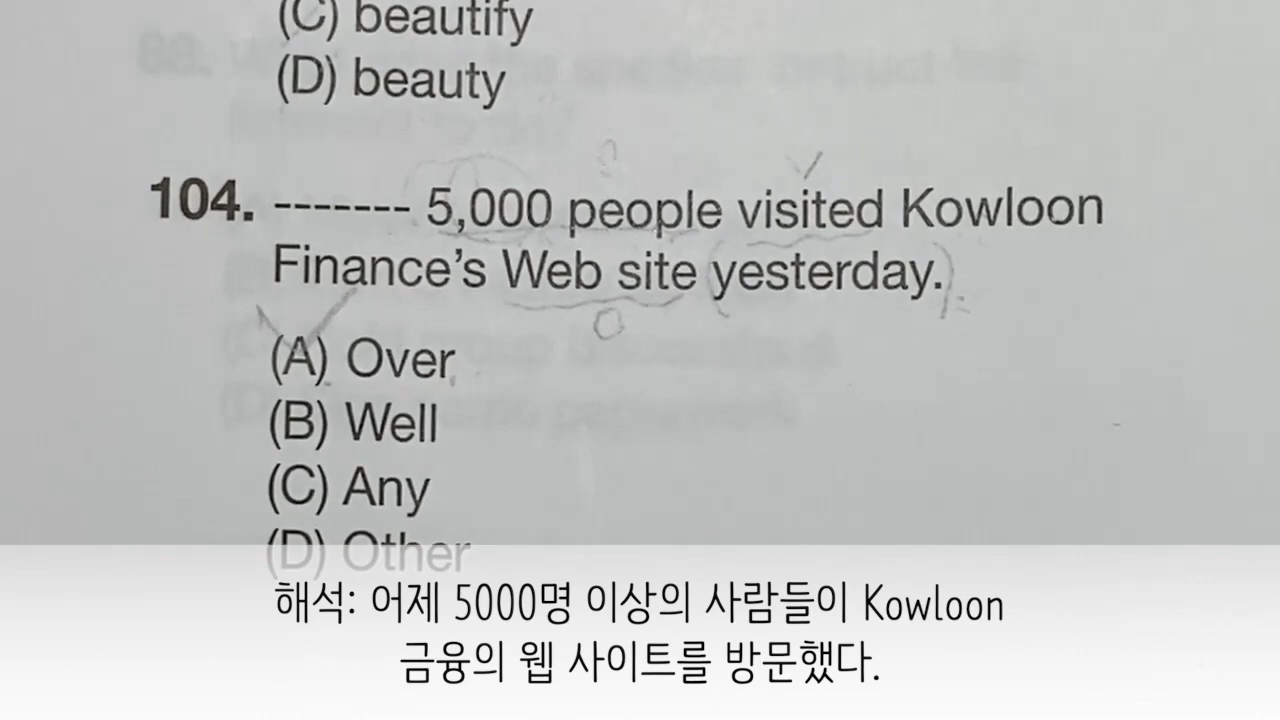 (C) beautify
(D) beauty
104. ------- 5,000 people visited Kowloon
Finance's Web site yesterday.
(A) Over
(B) Well
(C) Any
(D) Other
해석: 어제 5000명 이상의 사람들이 Kowloon
금융의 웹 사이트를 방문했다.